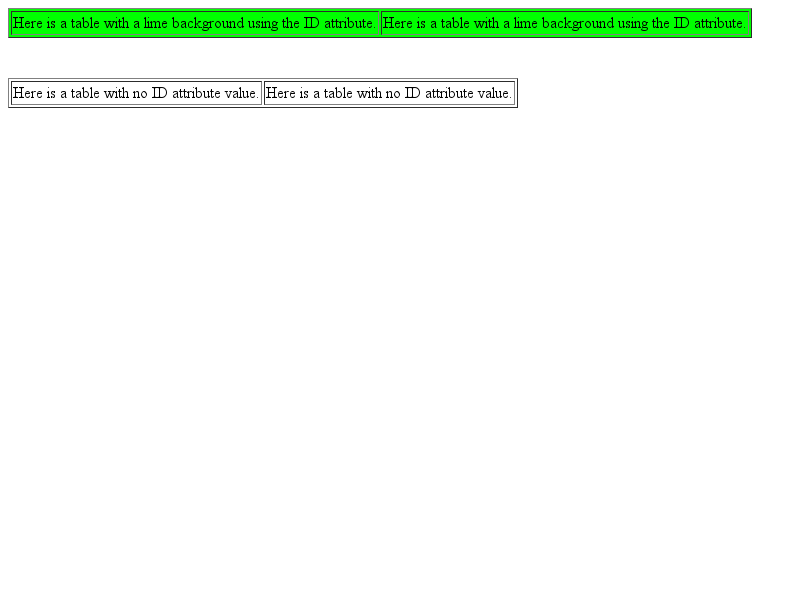 Here is a table with a lime background using the ID attribute. Here is a table with a lime background using the ID attribute.
Here is a table with no ID attribute value. Here is a table with no ID attribute value.